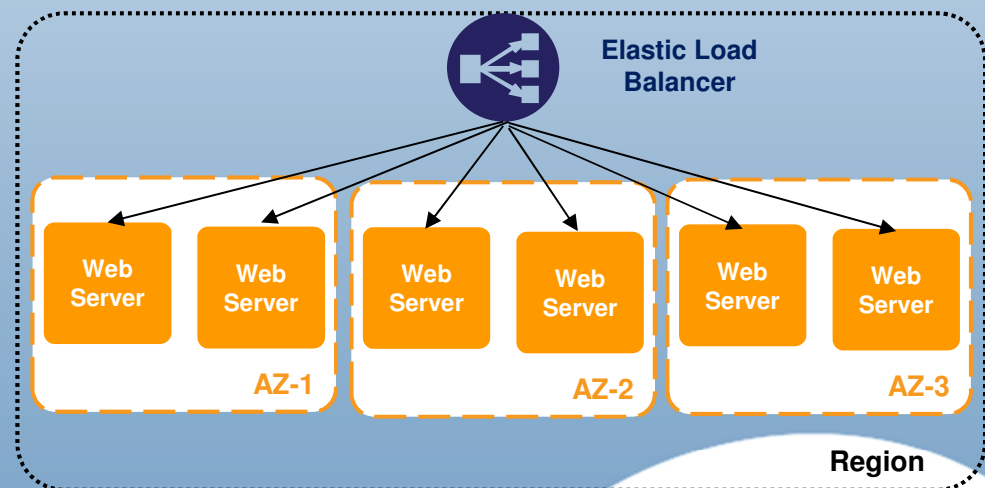 Elastic Load
Balancer
Web
Server
Web
Server
Web
Server
Web
Server
Web
Server
Web
Server
AZ-1
AZ-2
AZ-3
Region